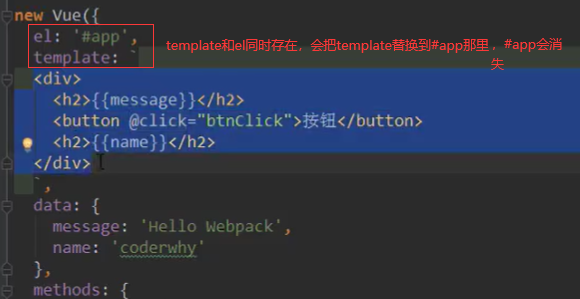 new Vue({
el: '#app',
template: `
template和el同时存在，会把template替换到#app那里，#app会消
失
<div>
<h2>{{message}}</h2>
<button @click="btnClick">按钮</button>
<h2>{{name}}</h2>
</div>
`,
data: {
message: 'Hello Webpack',
name: 'coderwhy'
},
methods: {